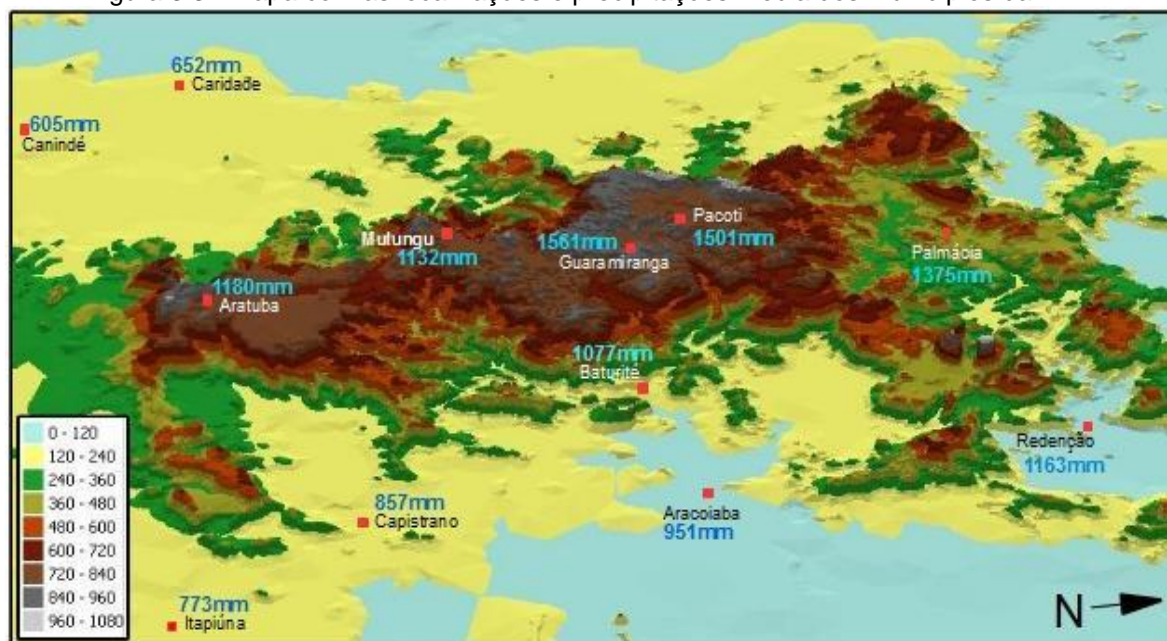 652mm
Caridade
605mm
Canindé
Pacoti
1501mm
Mulungu
1132mm
1561mm
Guaramiranga
Palmácia
1375mm
1180mm
Aratuba
1077mm
Baturité
Redenção
1163mm
857mm
Capistrano
Aracoiaba
951mm
773mm
Itapiúna
0 - 120
120 - 240
240 - 360
360 - 480
480 - 600
600 - 720
720 - 840
840 - 960
960 - 1080
N